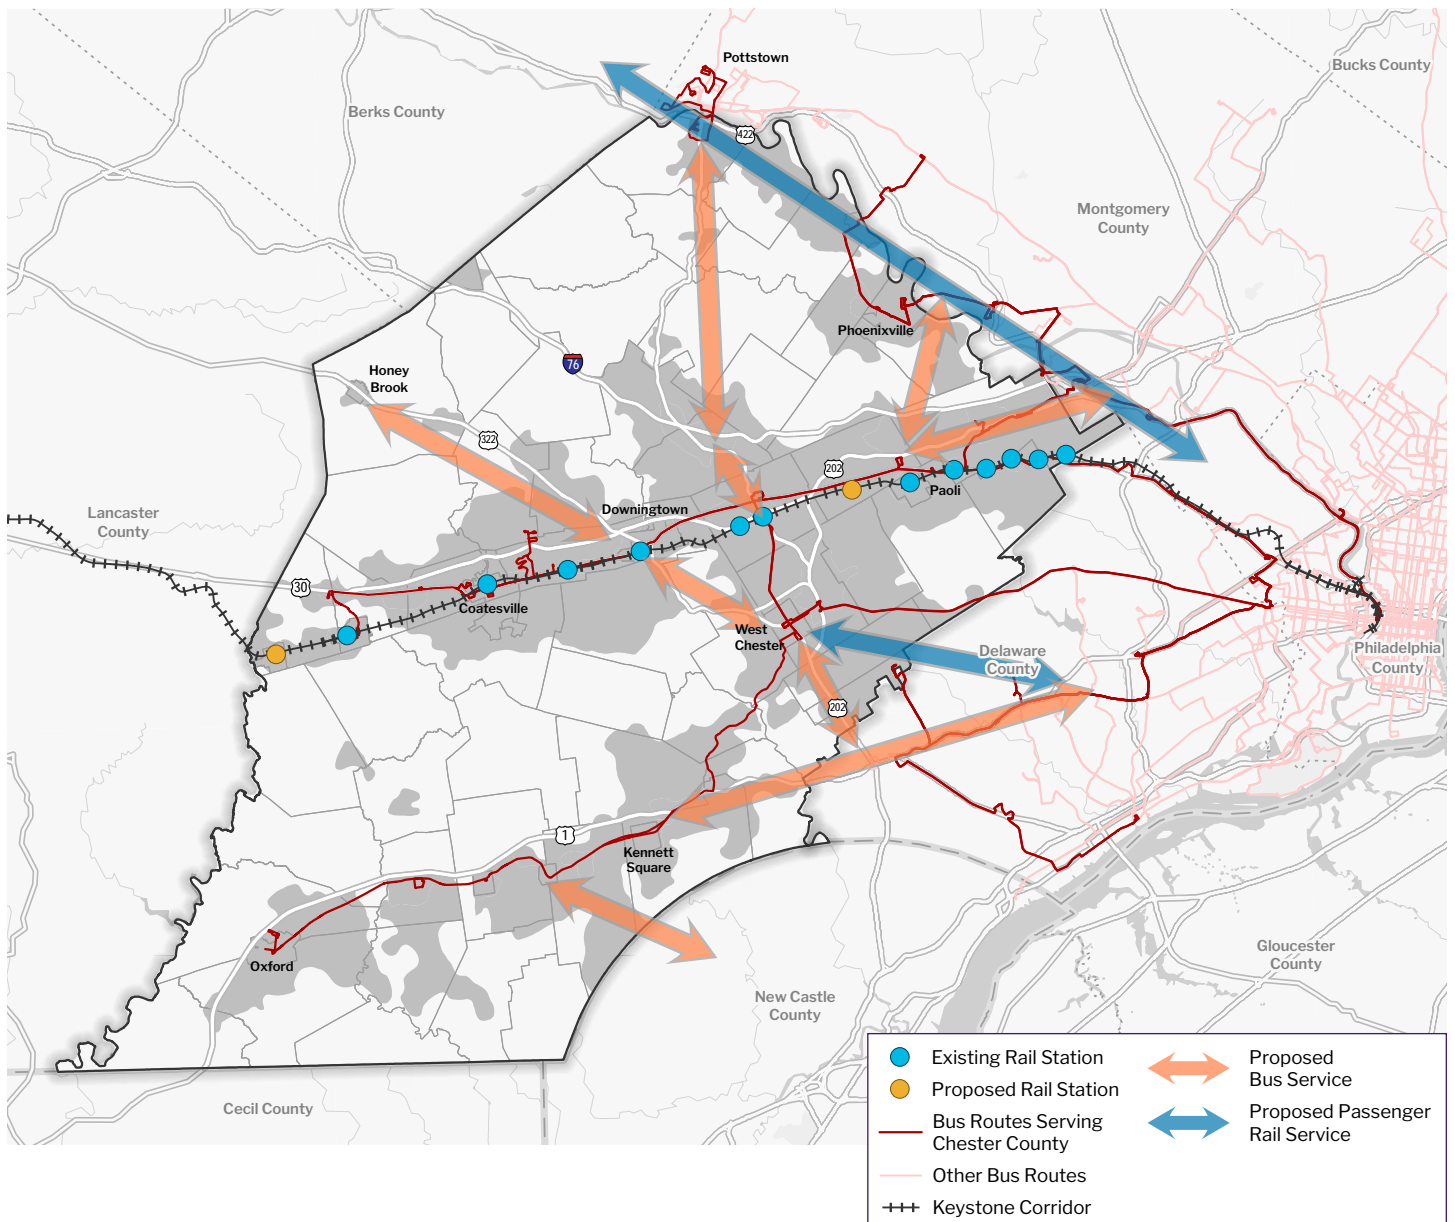 Pottstown
Bucks County
Berks County
422
Montgomery
County
Phoenixville
76
Honey
Brook
322
202
Paoli
Downingtown
Lancaster
County
30
Coatesville
West
Chester
Delaware
County
Philadelphia
County
202
1
Kennett
Square
Oxford
Gloucester
County
New Castle
County
Cecil County
Existing Rail Station
Proposed Rail Station
Bus Routes Serving
Chester County
Other Bus Routes
Keystone Corridor
Proposed
Bus Service
Proposed Passenger
Rail Service